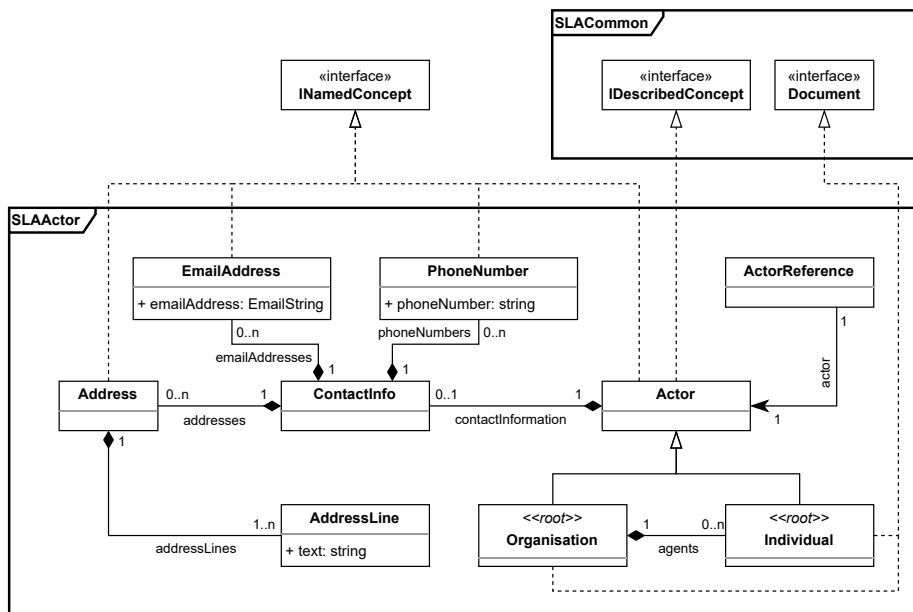 SLACommon
«interface»
INamedConcept
«interface»
IDescribedConcept
«interface»
Document
SLAActor
EmailAddress
+ emailAddress: EmailString
PhoneNumber
+ phoneNumber: string
ActorReference
0..n
emailAddresses
1
phoneNumbers
0..n
1
1
actor
1
Address
0..n
addresses
1
ContactInfo
0..1
contactInformation
1
Actor
1
1..n
addressLines
AddressLine
+ text: string
<<root>>
Organisation
1
0..n
agents
<<root>>
Individual